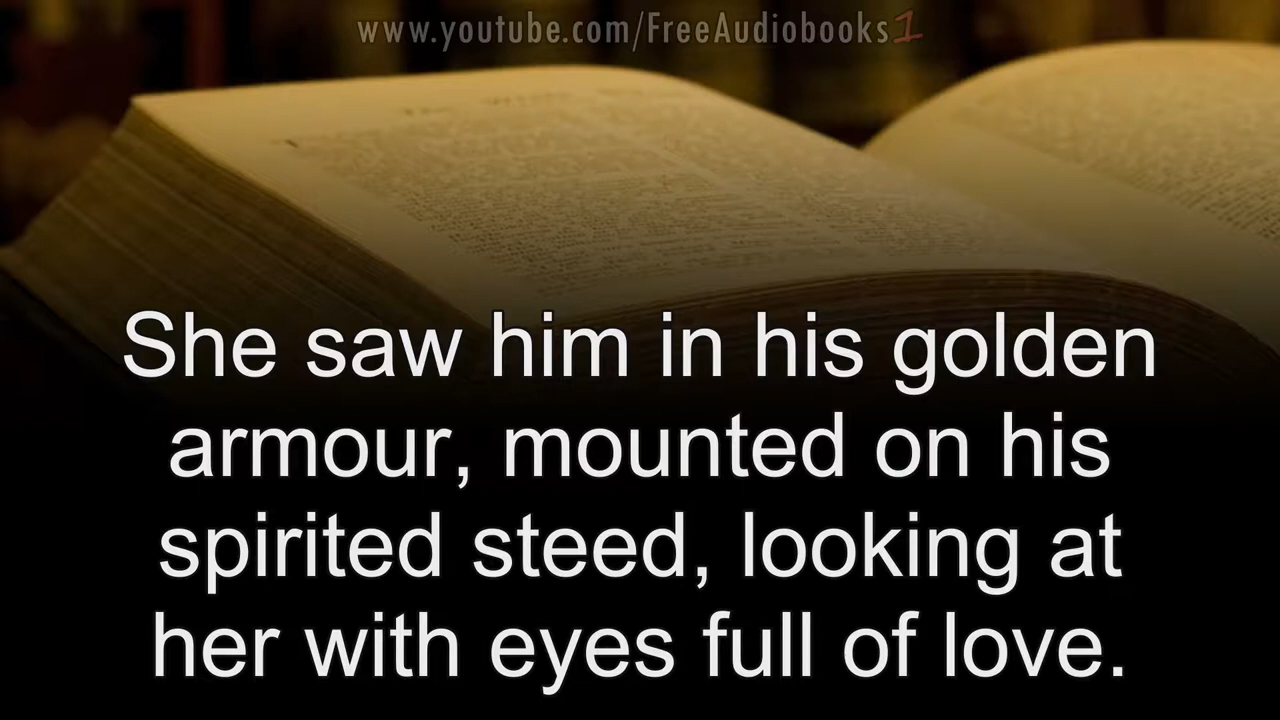 www.youtube.com/FreeAudiobooks1
She saw him in his golden
armour, mounted on his
spirited steed, looking at
her with eyes full of love.